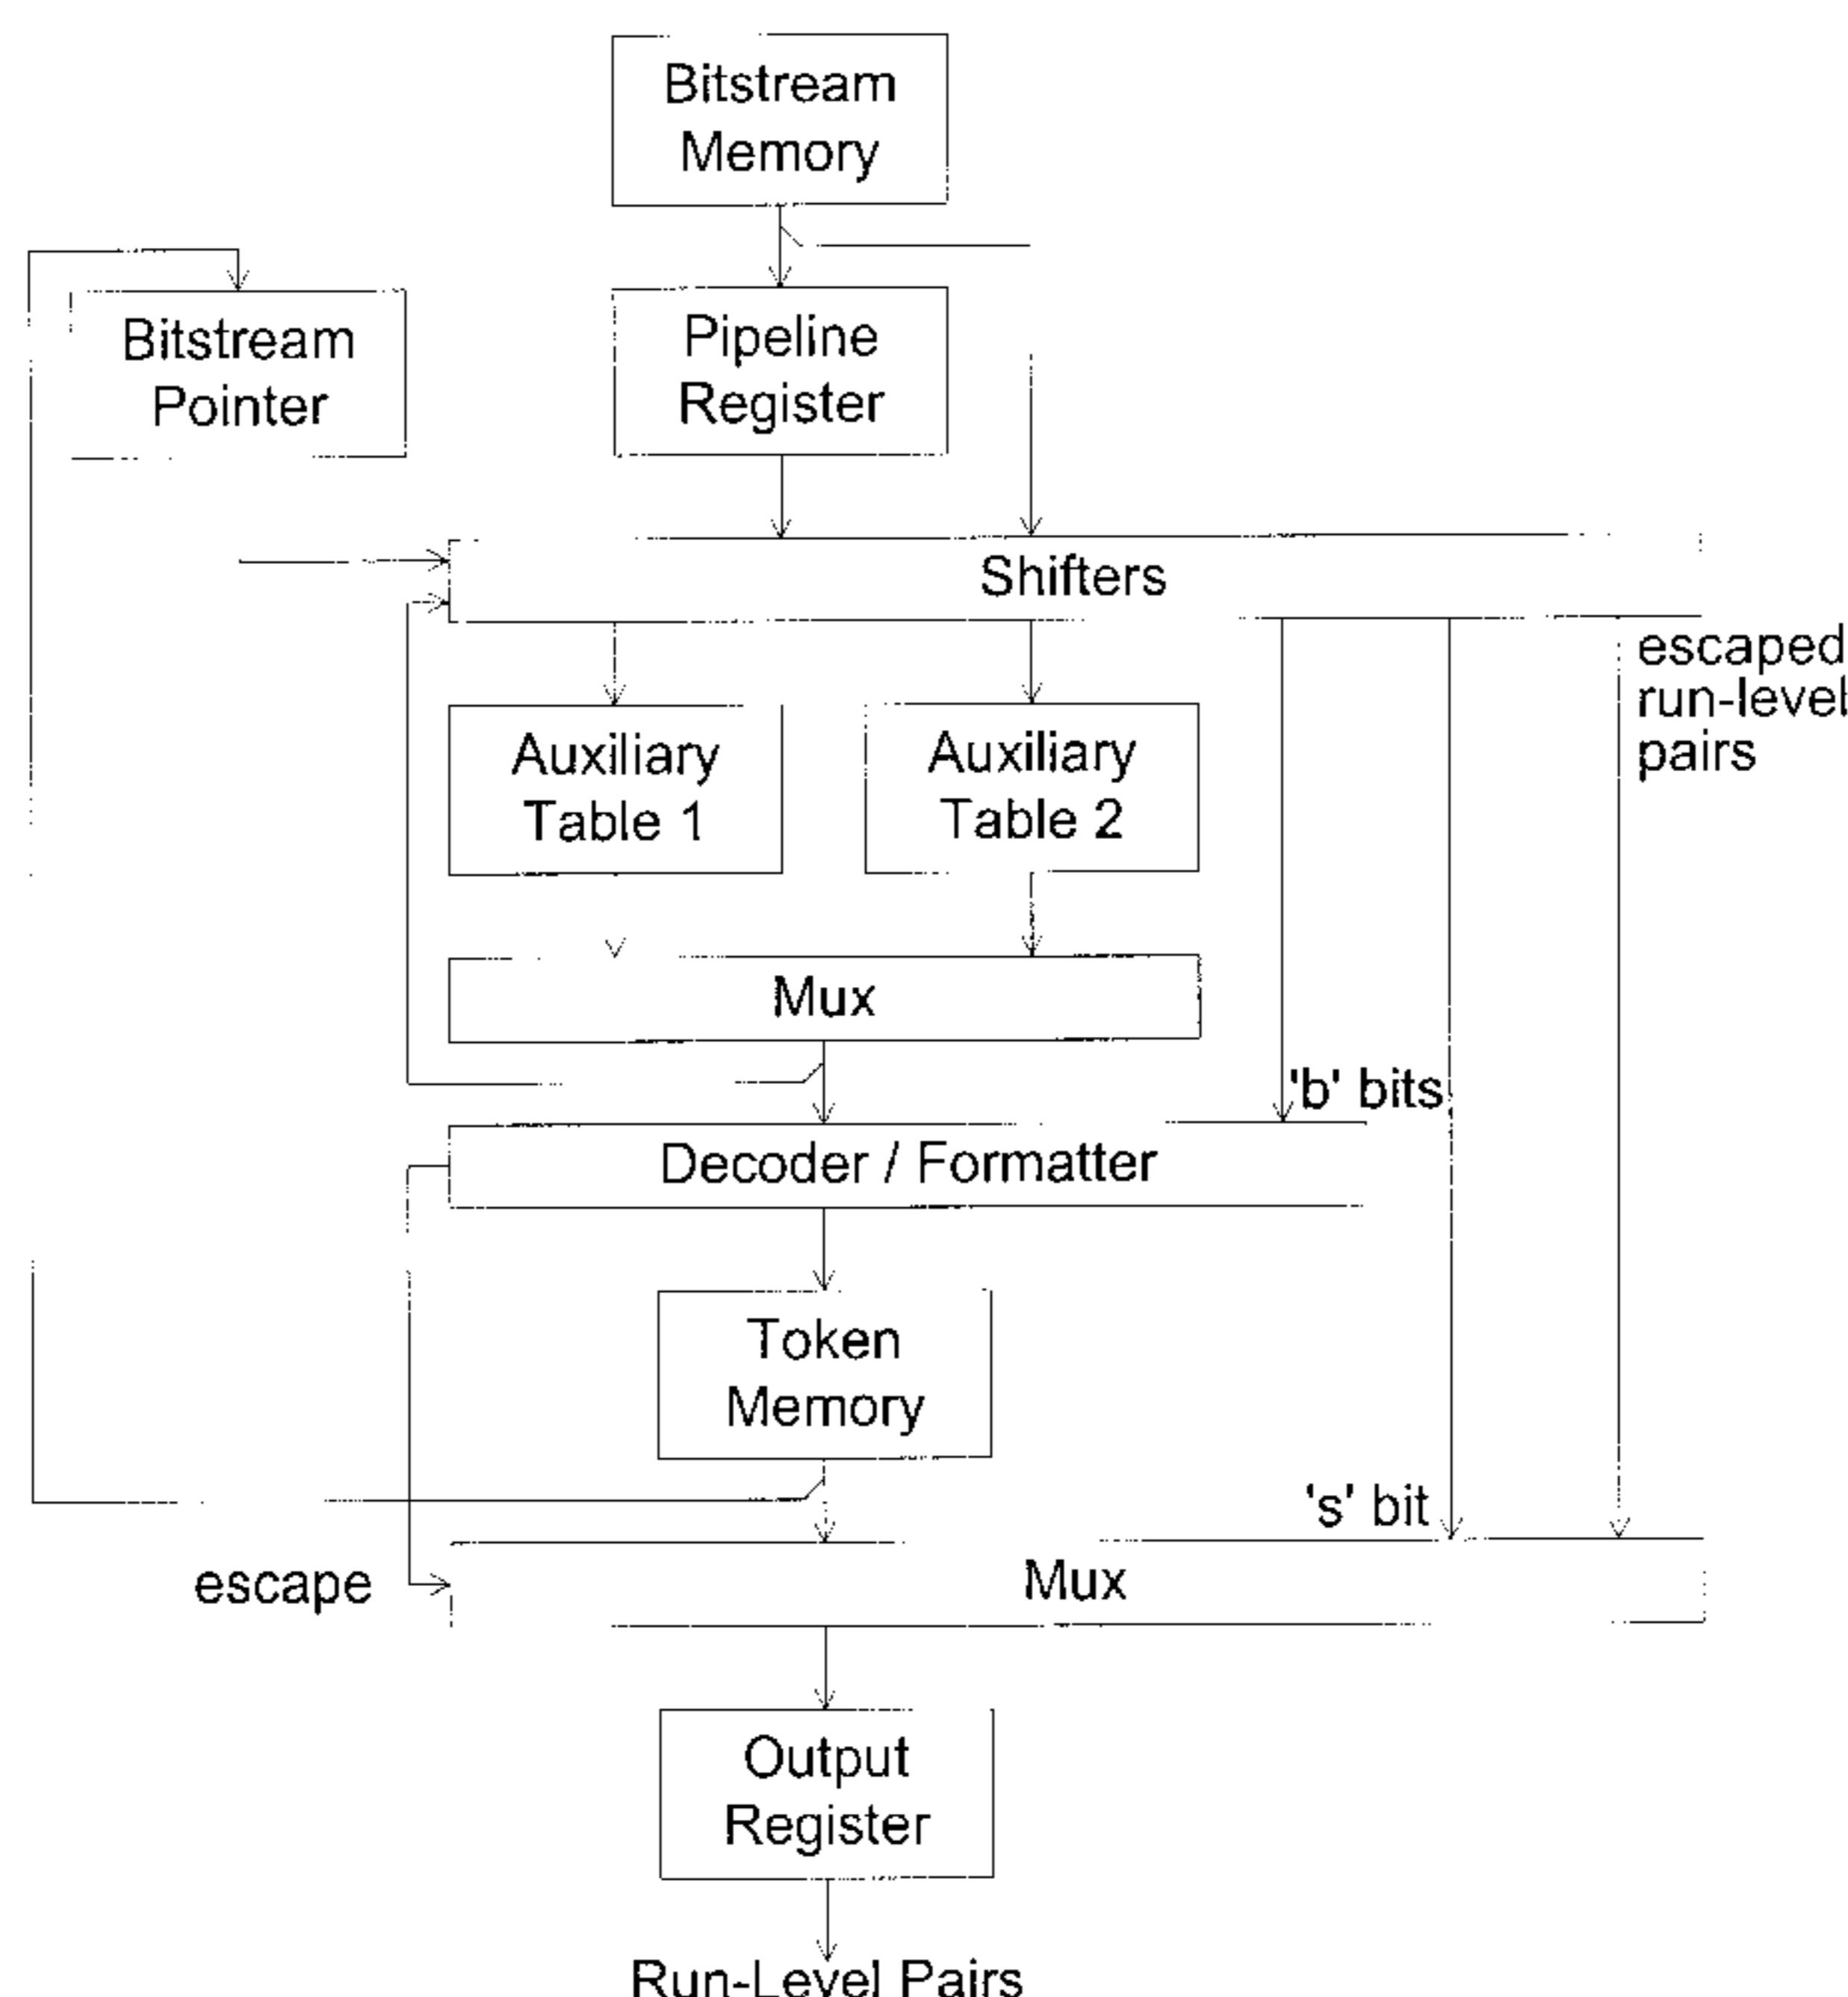 Bitstream
Memory
Bitstream
Pointer
Pipeline
Register
Shifters
escaped
run-level
pairs
Auxiliary
Table 1
Auxiliary
Table 2
Mux
'b' bits
Decoder / Formatter
Token
Memory
's' bit
escape
Mux
Output
Register
Run-Level Pairs